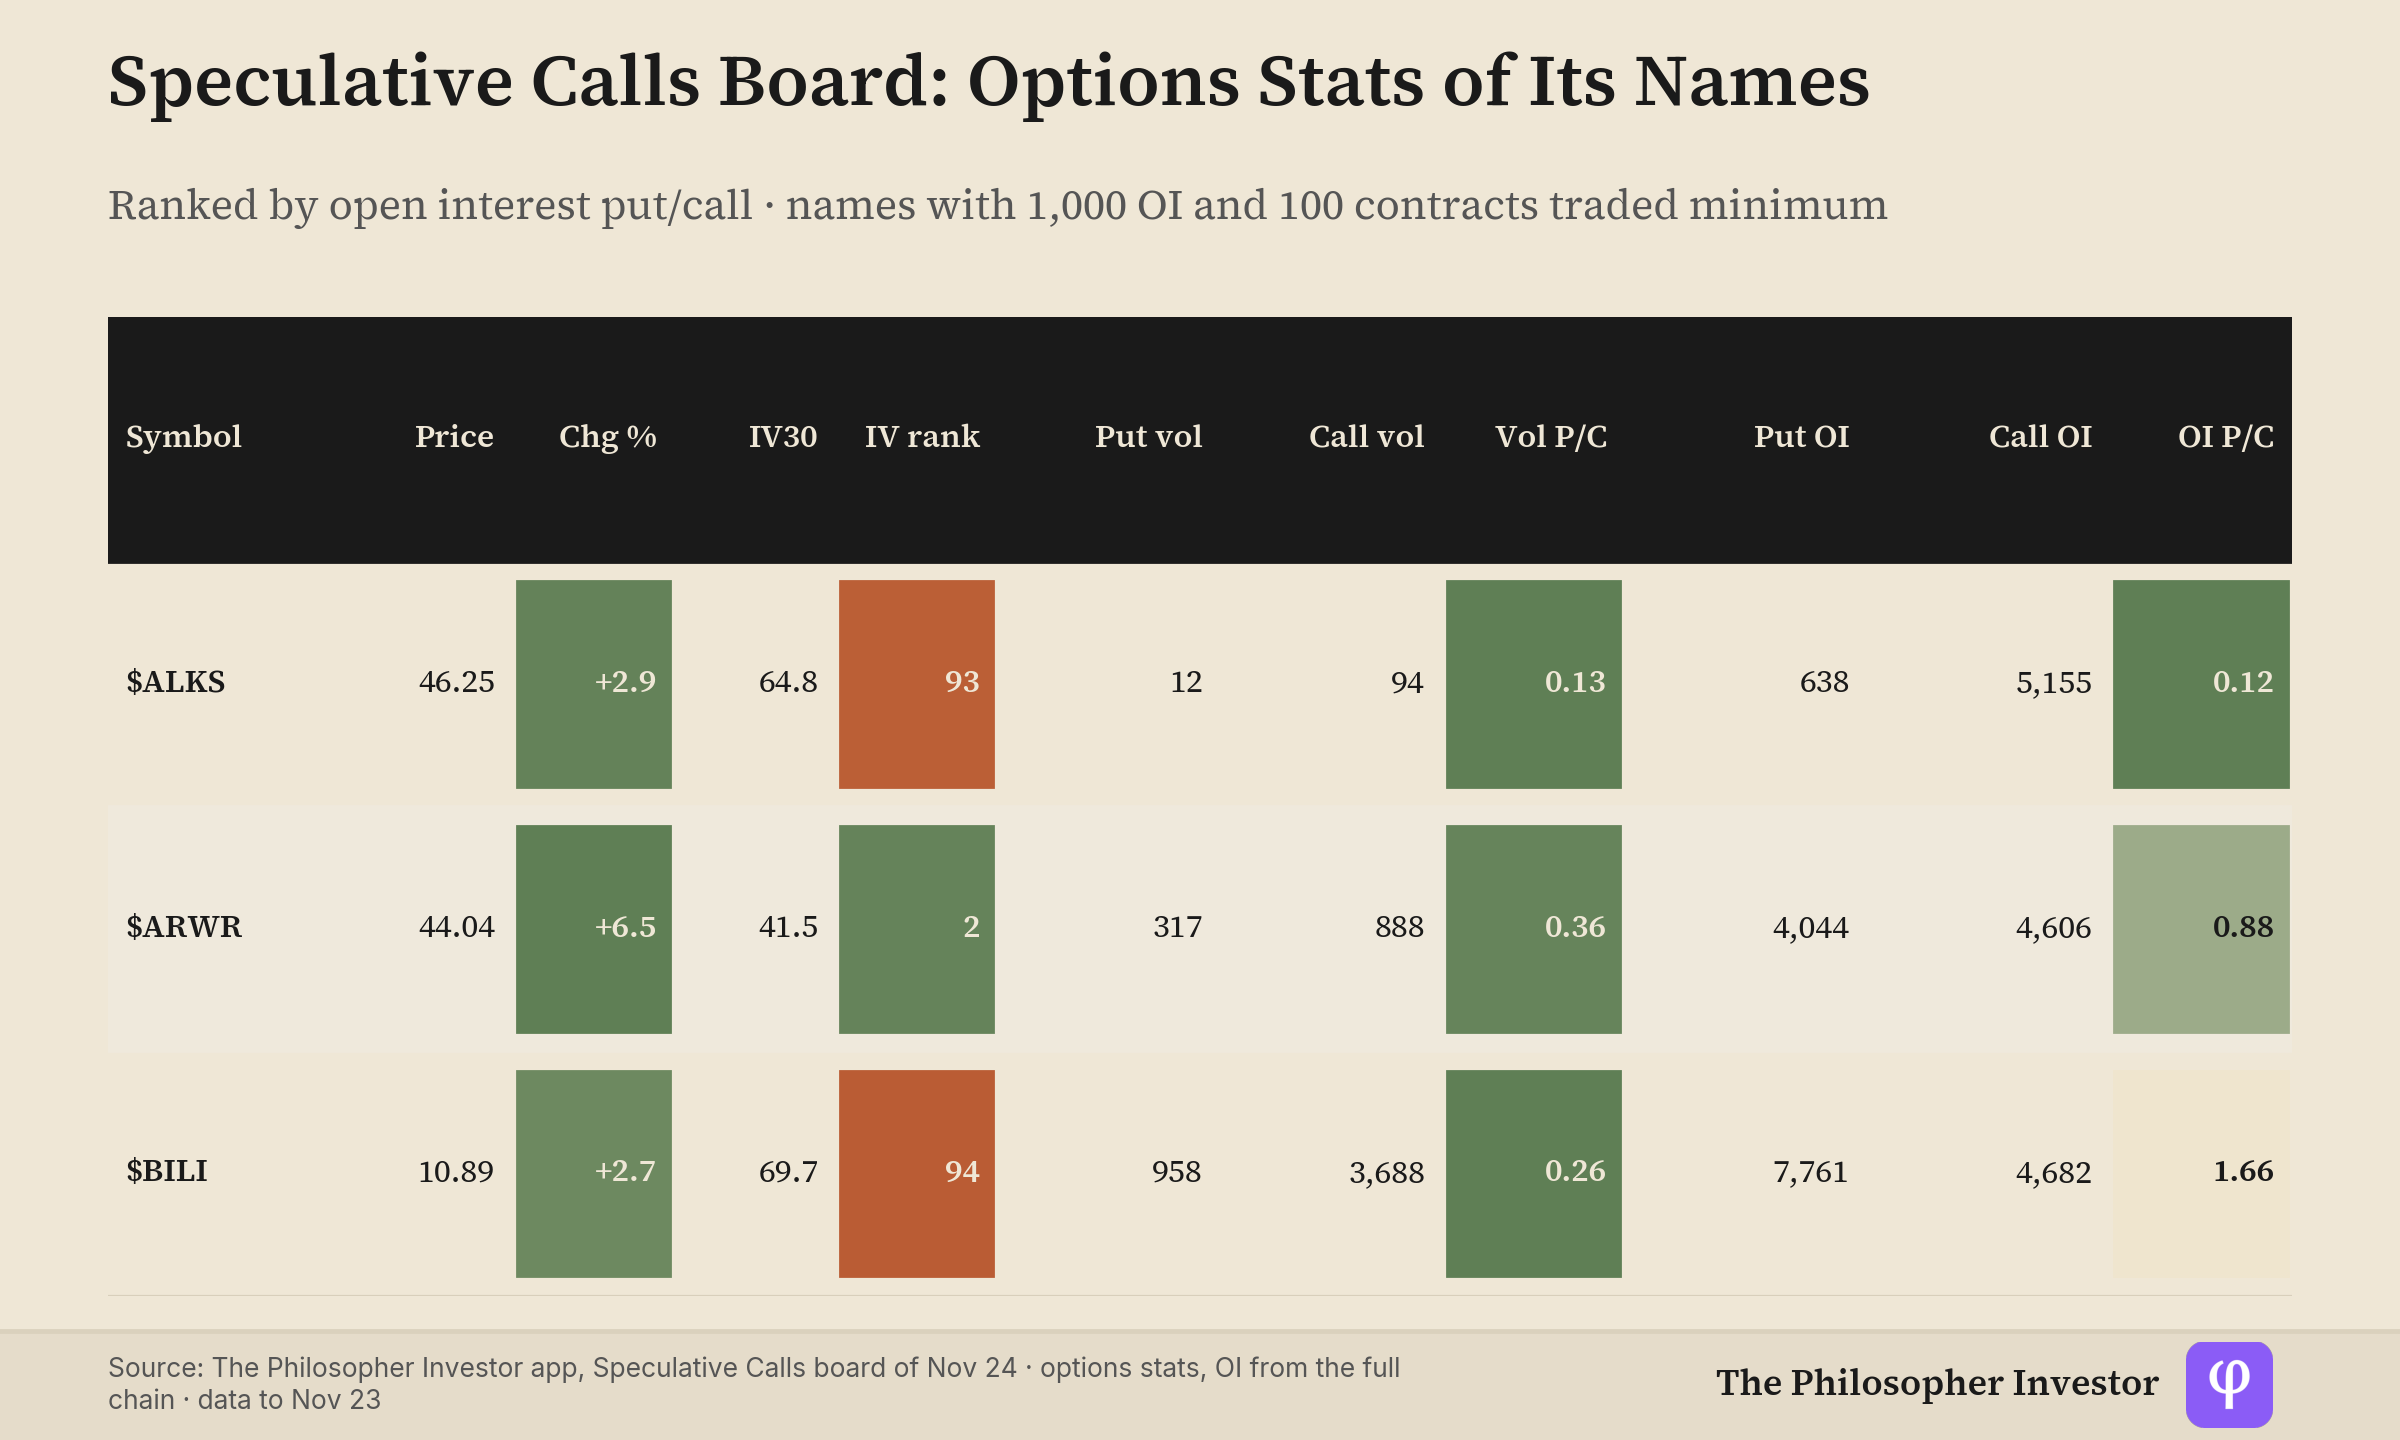 Speculative Calls Board: Options Stats of Its Names
Ranked by open interest put/call · names with 1,000 OI and 100 contracts traded minimum
Symbol Price Chg % IV30 IV rank Put vol Call vol Vol P/C Put OI Call OI OI P/C
$ALKS 46.25 +2.9 64.8 93 12 94 0.13 638 5,155 0.12
$ARWR 44.04 +6.5 41.5 2 317 888 0.36 4,044 4,606 0.88
$BILI 10.89 +2.7 69.7 94 958 3,688 0.26 7,761 4,682 1.66
Source: The Philosopher Investor app, Speculative Calls board of Nov 24 · options stats, OI from the full
chain · data to Nov 23
The Philosopher Investor φ